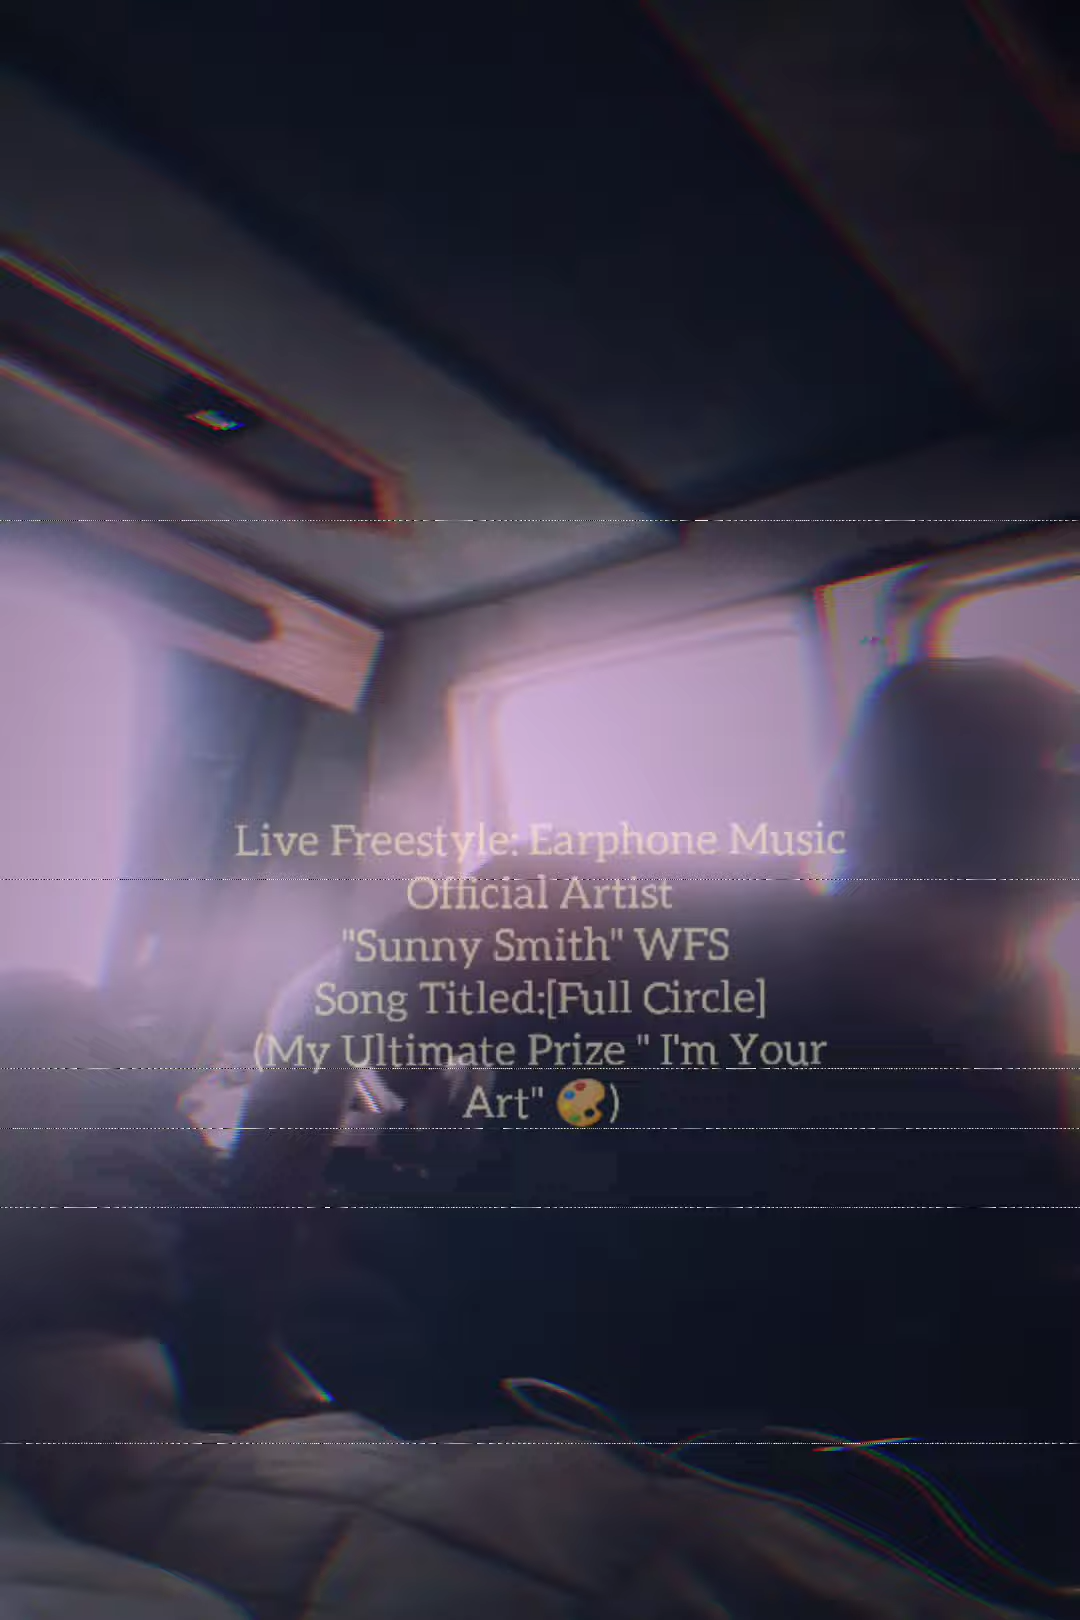 Live Freestyle: Earphone Music
Official Artist
"Sunny Smith" WFS
Song Titled:[Full Circle]
(My Ultimate Prize " I'm Your
Art" 🎨)